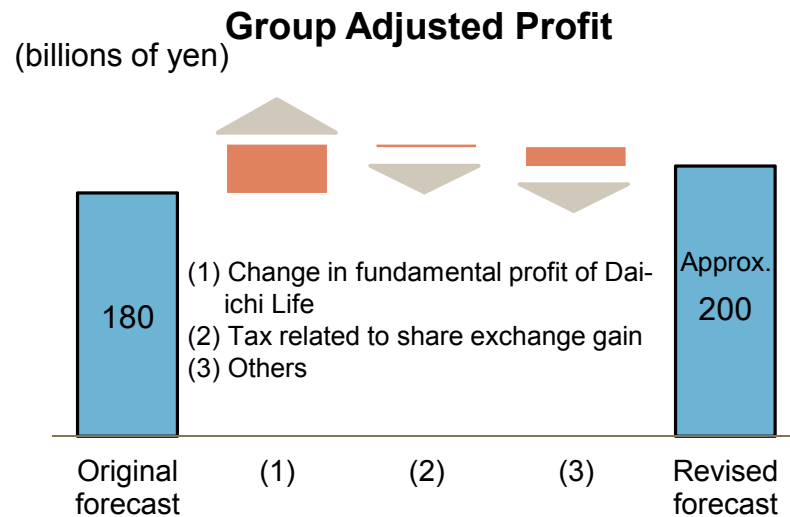 Group Adjusted Profit
(billions of yen)
(1) Change in fundamental profit of Dai-
ichi Life
(2) Tax related to share exchange gain
(3) Others
180
Approx.
200
Original
forecast
(1)
(2)
(3)
Revised
forecast